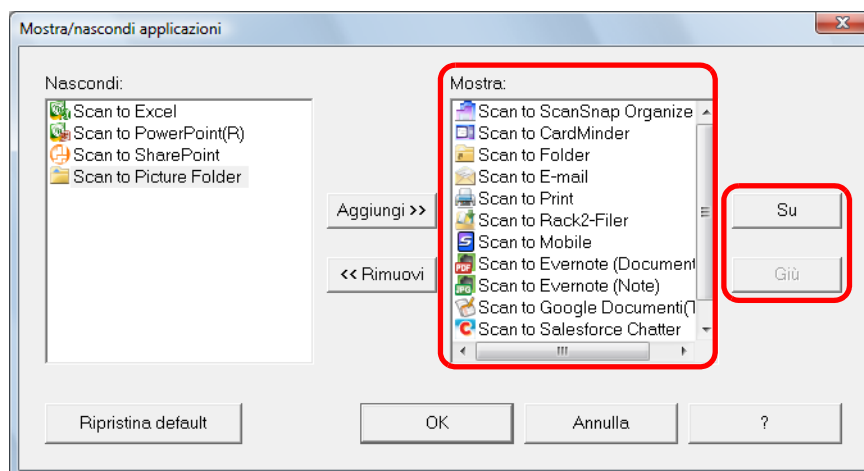 Mostra/nascondi applicazioni
X
Nascondi:
Scan to Excel
Scan to PowerPoint(R)
Scan to SharePoint
Scan to Picture Folder
Aggiungi >>
<< Rimuovi
Mostra:
Scan to ScanSnap Organize
Scan to CardMinder
Scan to Folder
Scan to E-mail
Scan to Print
Scan to Rack2-Filer
Scan to Mobile
Scan to Evernote (Document
Scan to Evernote (Note)
Scan to Google Documenti(T
Scan to Salesforce Chatter
Su
Giù
Ripristina default
OK
Annulla
?